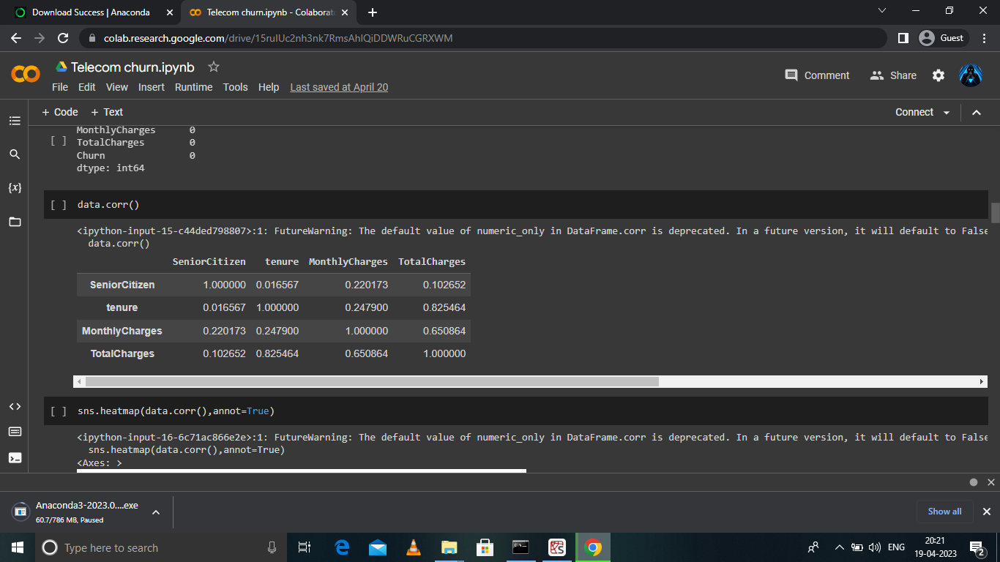 Download Success | Anaconda
Telecom churn.ipynb - Colaborat
colab.research.google.com/drive/15rulUc2nh3nk7RmsAhlQiDDWRuCGRXWM
Guest
Telecom churn.ipynb
Comment
Share
File Edit View Insert Runtime Tools Help Last saved at April 20
+ Code + Text
Connect
MonthlyCharges 0
[ ] TotalCharges 0
Churn 0
dtype: int64
[ ] data.corr()
<ipython-input-15-c44ded798807>:1: FutureWarning: The default value of numeric_only in DataFrame.corr is deprecated. In a future version, it will default to False
data.corr()
SeniorCitizen tenure MonthlyCharges TotalCharges
SeniorCitizen 1.000000 0.016567 0.220173 0.102652
tenure 0.016567 1.000000 0.247900 0.825464
MonthlyCharges 0.220173 0.247900 1.000000 0.650864
TotalCharges 0.102652 0.825464 0.650864 1.000000
[ ] sns.heatmap(data.corr(),annot=True)
<ipython-input-16-6c71ac866e2e>:1: FutureWarning: The default value of numeric_only in DataFrame.corr is deprecated. In a future version, it will default to False
sns.heatmap(data.corr(),annot=True)
<Axes: >
Anaconda3-2023.0....exe
60.7/786 MB, Paused
Show all
Type here to search
ENG
20:21
19-04-2023
2